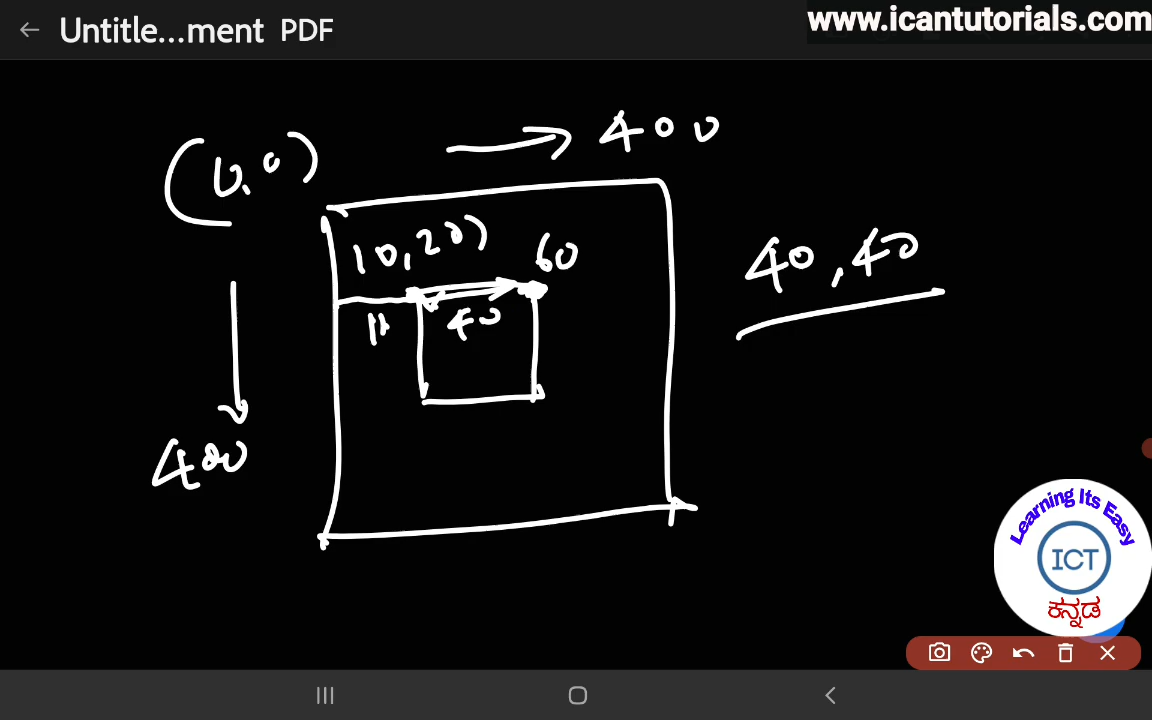 Untitle...ment PDF
www.icantutorials.com
(0,0)
400
10,20)
60
40,40
40
400
Learning Its Easy
ICT
ಕನ್ನಡ